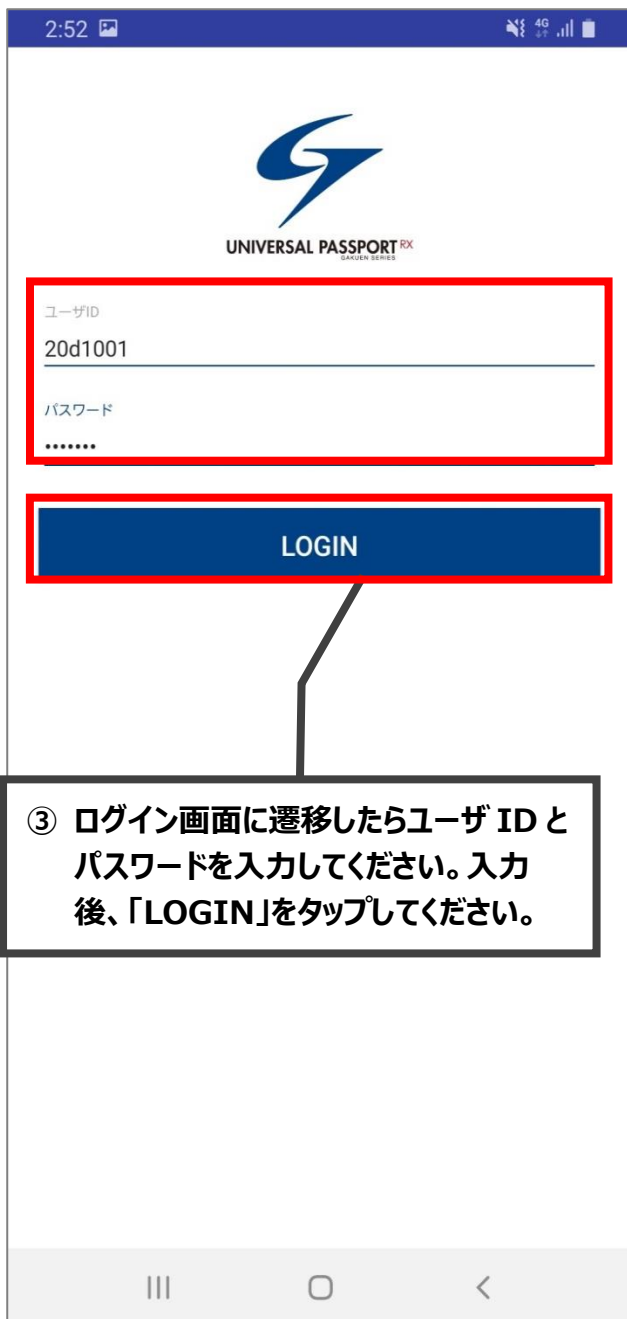 2:52
4G
UNIVERSAL PASSPORT RX
GAKUEN SERIES
ユーザID
20d1001
パスワード
•••••••
LOGIN
③ ログイン画面に遷移したらユーザ ID と
パスワードを入力してください。入力
後、「LOGIN」をタップしてください。